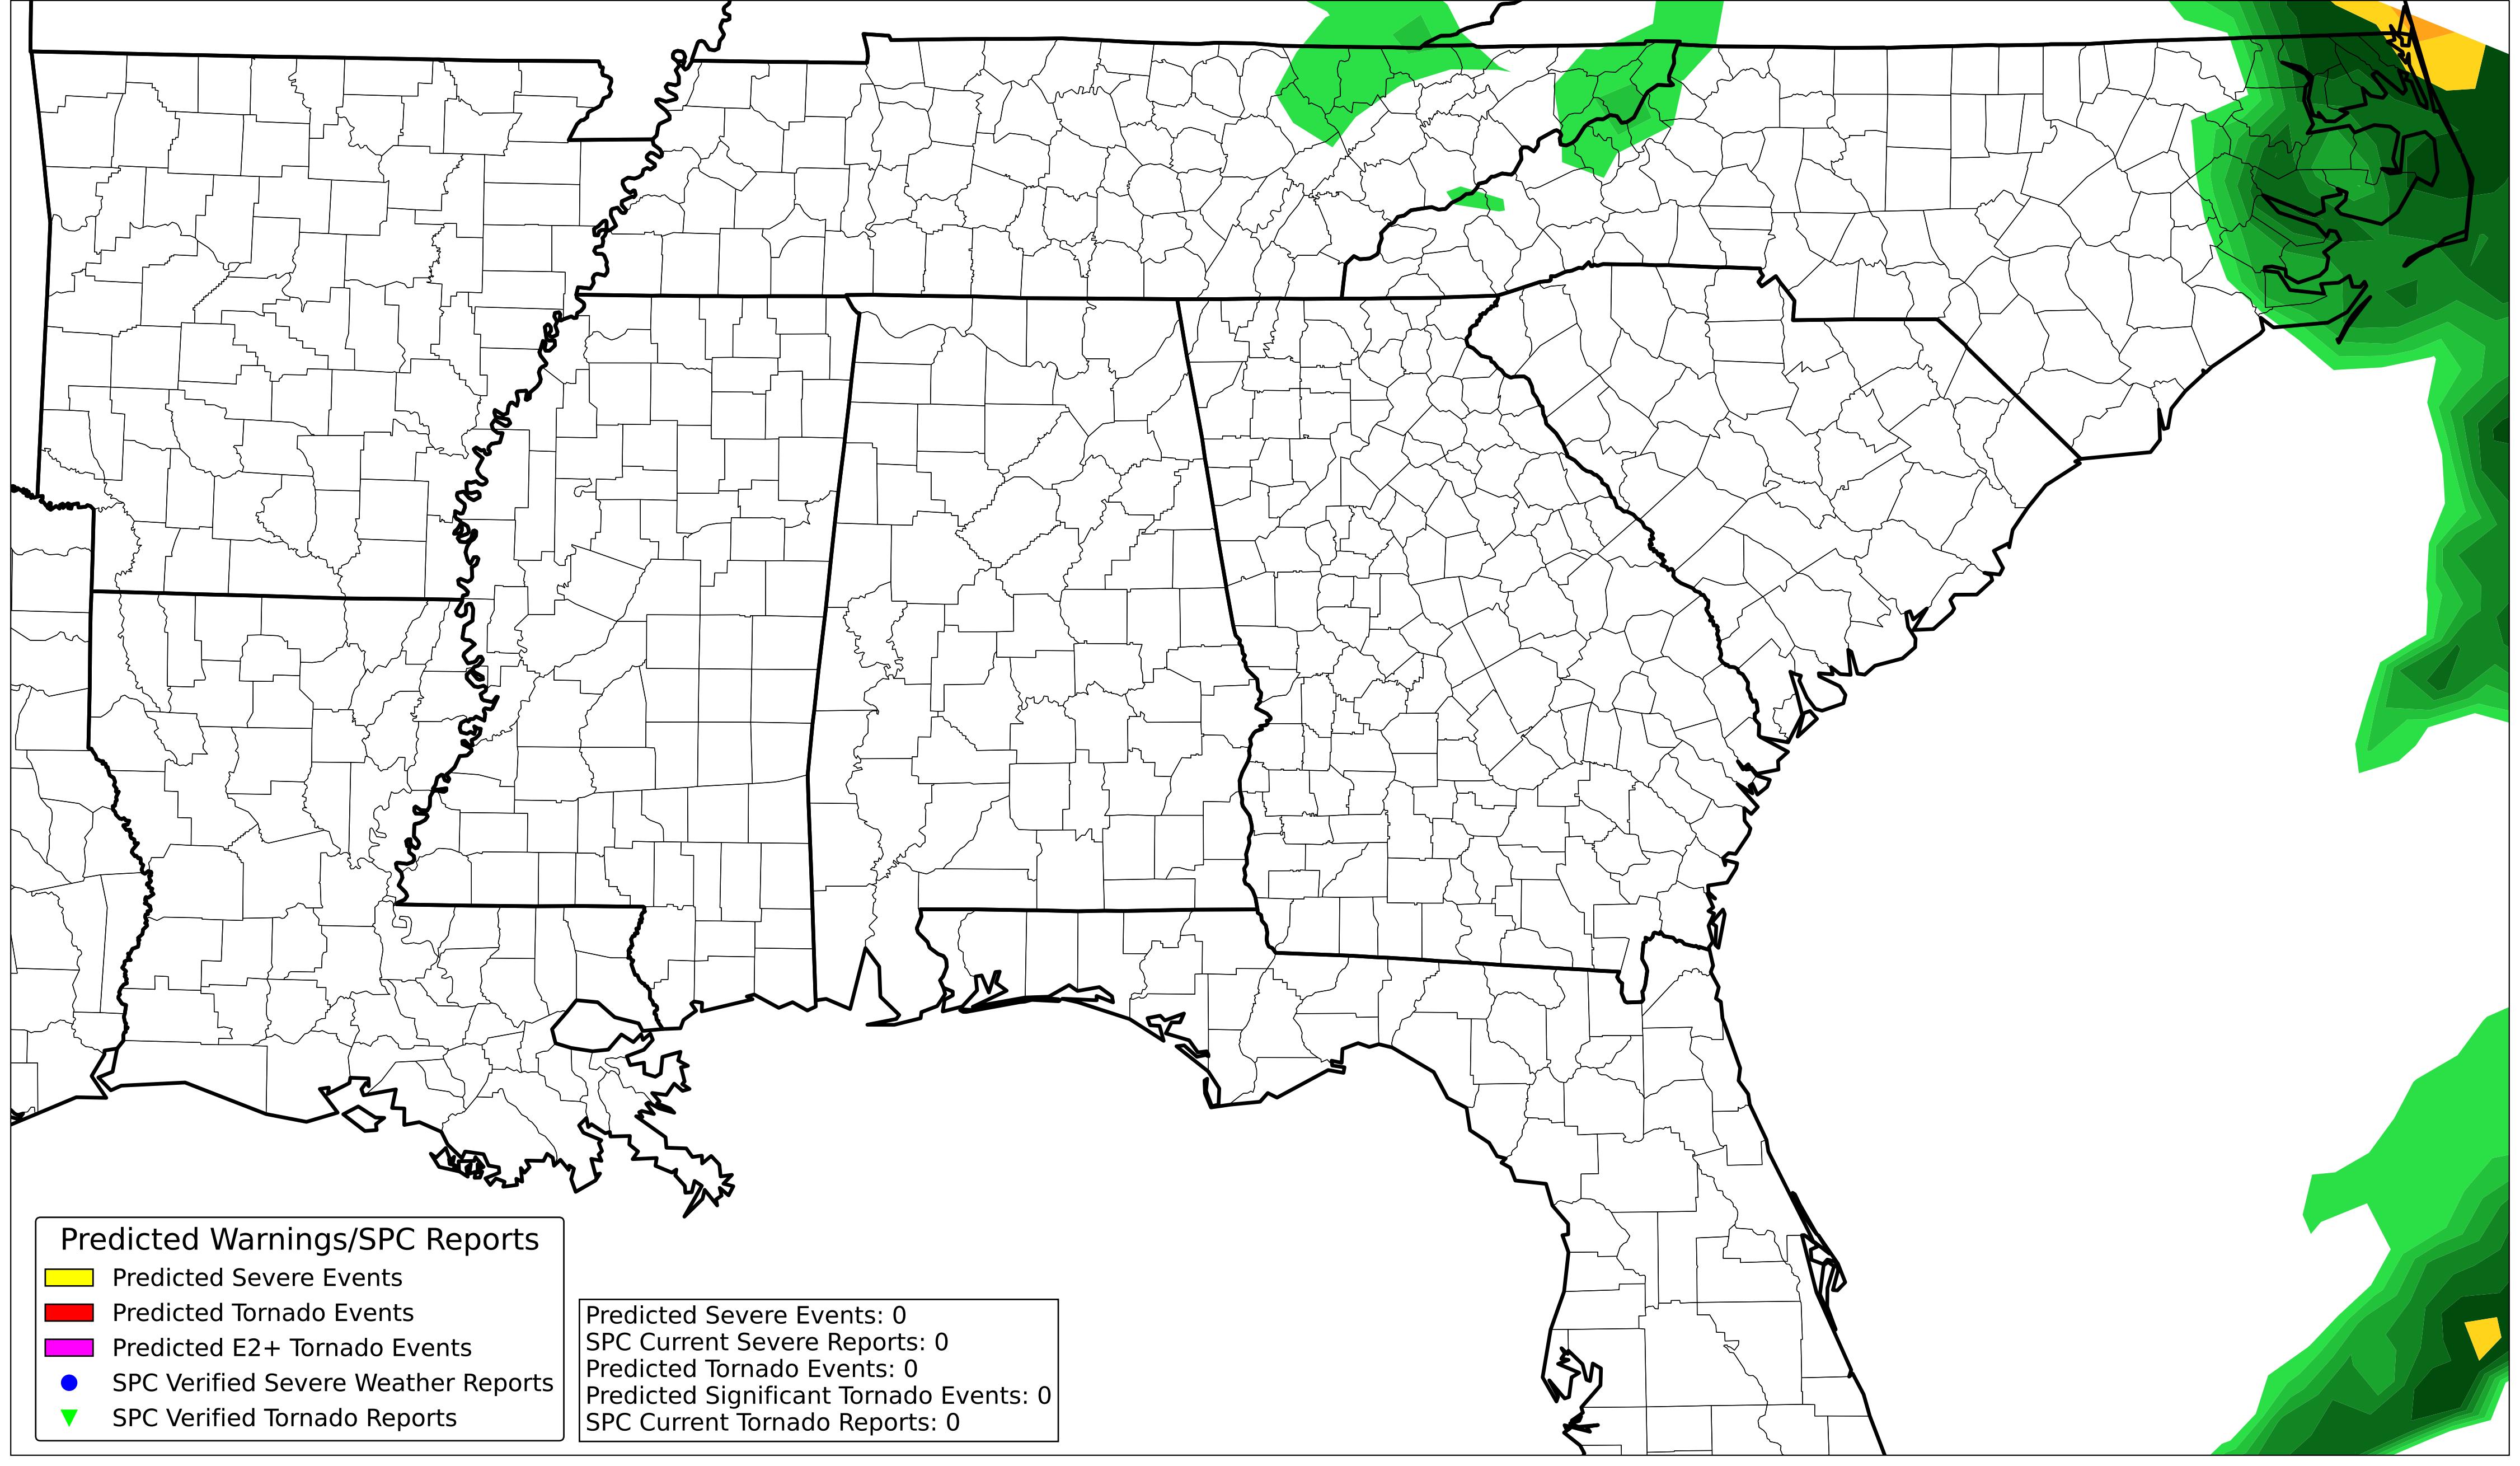 Predicted Warnings/SPC Reports
Predicted Severe Events
Predicted Tornado Events
Predicted E2+ Tornado Events
SPC Verified Severe Weather Reports
SPC Verified Tornado Reports
Predicted Severe Events: 0
SPC Current Severe Reports: 0
Predicted Tornado Events: 0
Predicted Significant Tornado Events: 0
SPC Current Tornado Reports: 0